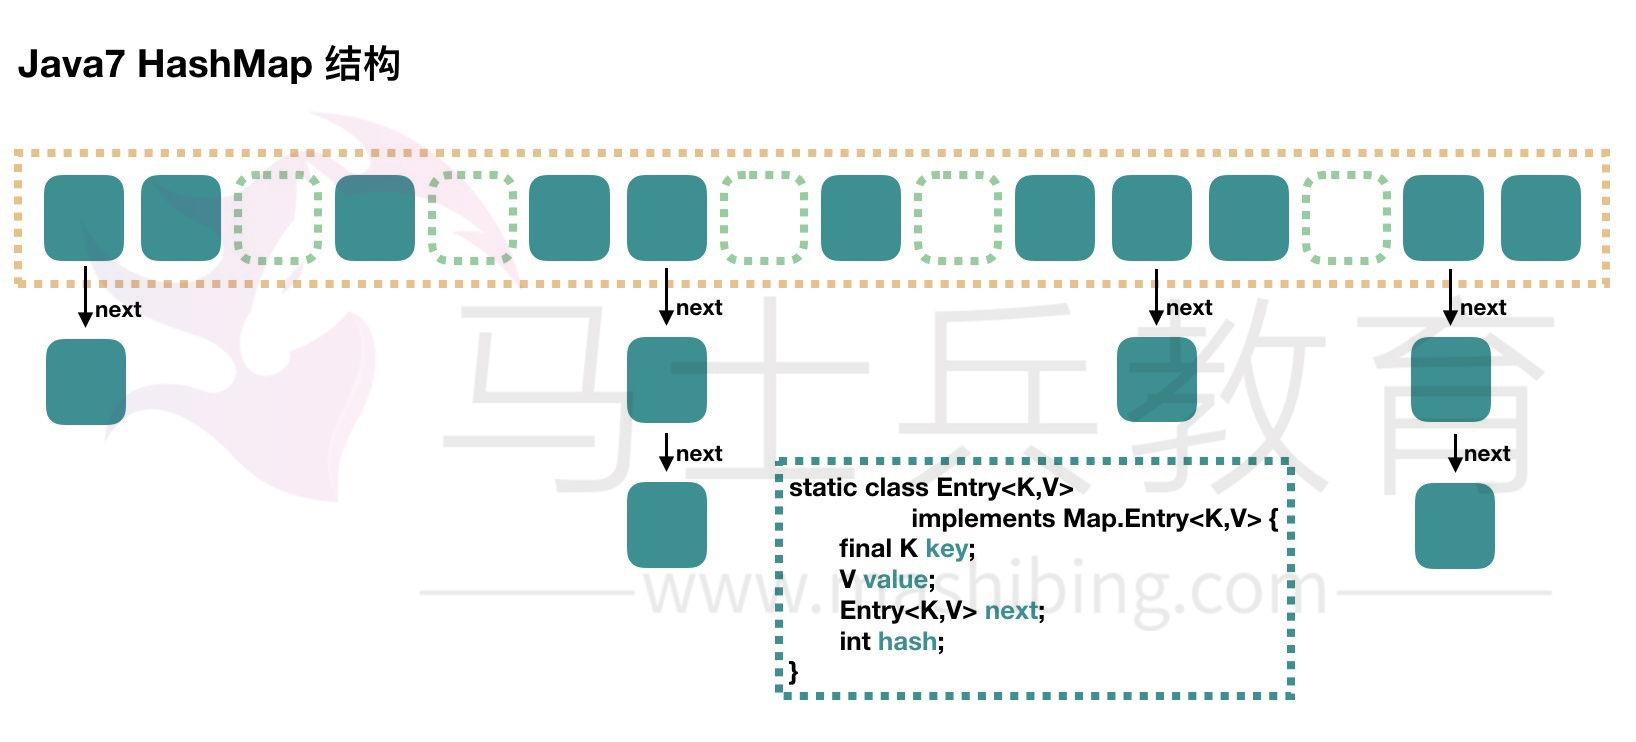 Java7 HashMap 结构
next
next
next
next
马士兵教育
next
next
static class Entry<K,V>
implements Map.Entry<K,V> {
final K key;
V value;
www.mashibing.com
Entry<K,V> next;
int hash;
}